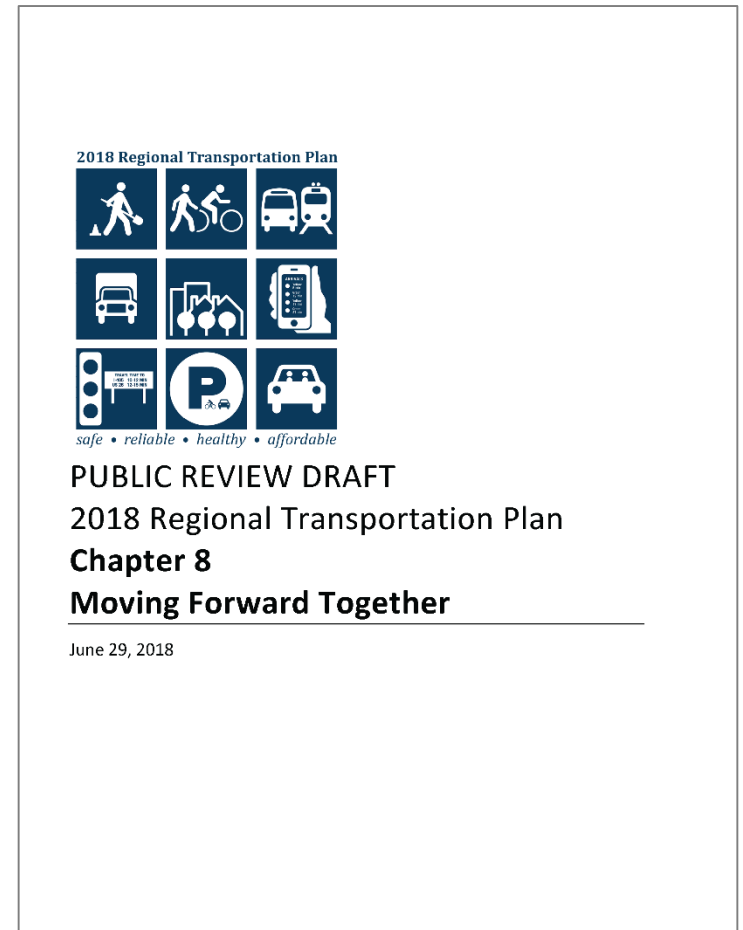 2018 Regional Transportation Plan
P
safe • reliable • healthy • affordable
PUBLIC REVIEW DRAFT
2018 Regional Transportation Plan
Chapter 8
Moving Forward Together
June 29, 2018